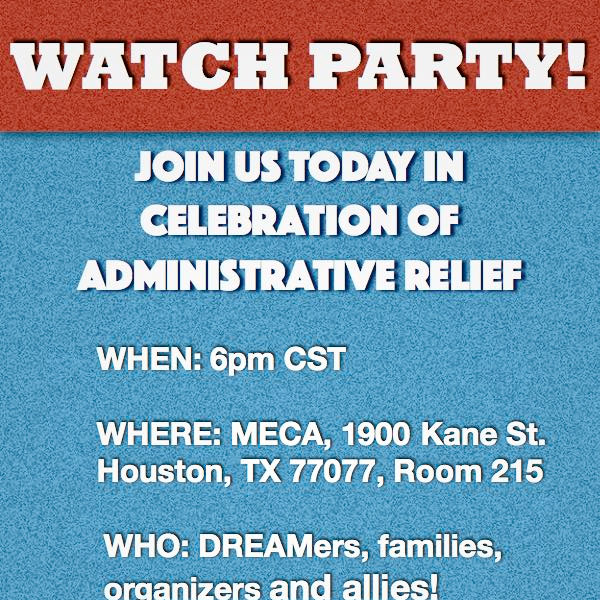 WATCH PARTY!
JOIN US TODAY IN
CELEBRATION OF
ADMINISTRATIVE RELIEF
WHEN: 6pm CST
WHERE: MECA, 1900 Kane St.
Houston, TX 77077, Room 215
WHO: DREAMers, families,
organizers and allies!